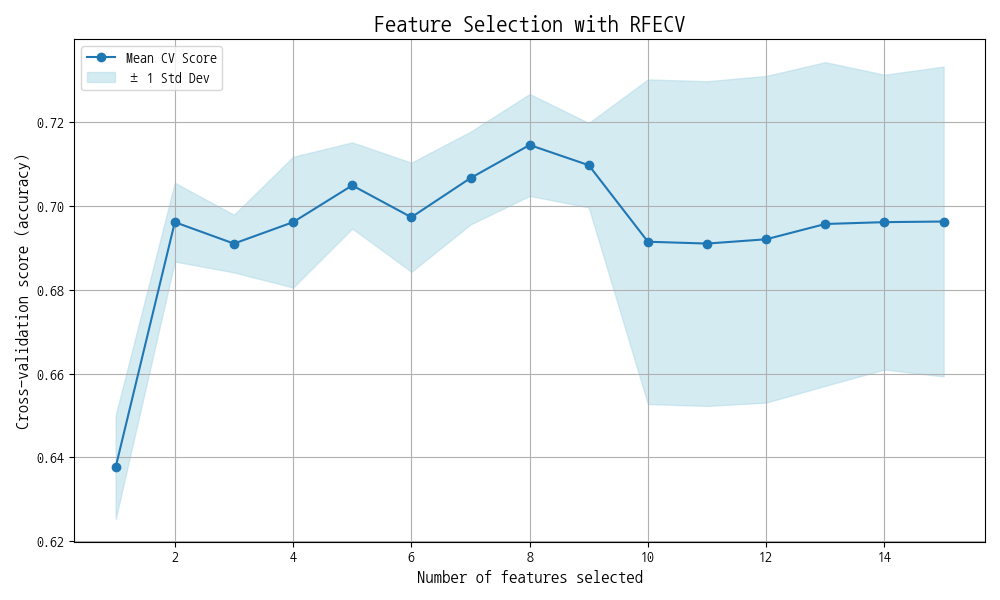 Feature Selection with RFECV
Mean CV Score
± 1 Std Dev
Cross-validation score (accuracy)
0.72
0.70
0.68
0.66
0.64
0.62
2 4 6 8 10 12 14
Number of features selected